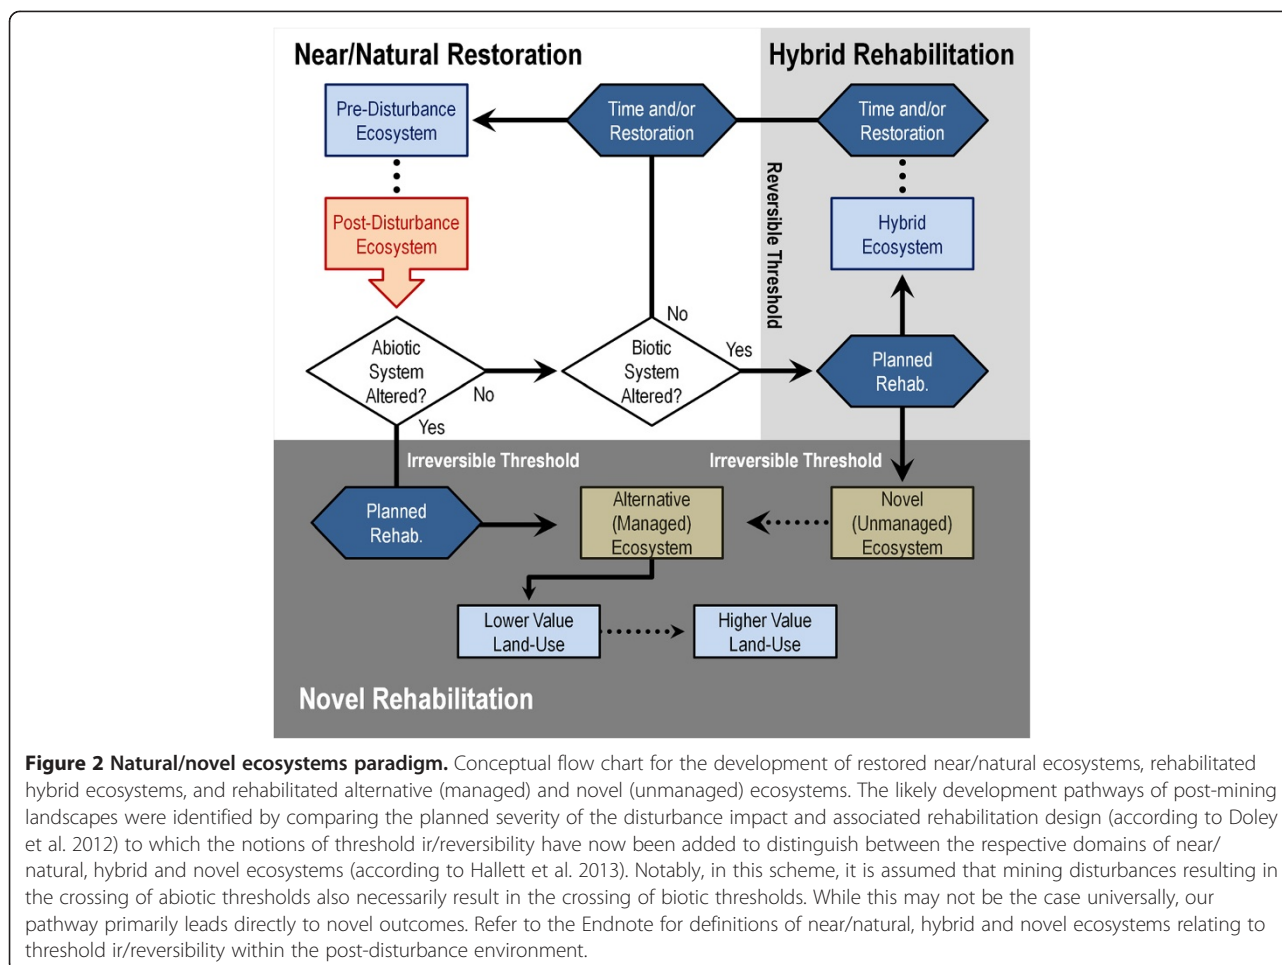 Near/Natural Restoration
Hybrid Rehabilitation
Pre-Disturbance
Ecosystem
Time and/or
Restoration
Time and/or
Restoration
Post-Disturbance
Ecosystem
Reversible Threshold
Hybrid
Ecosystem
Abiotic
System
Altered?
No
Yes
Biotic
System
Altered?
No
Yes
Planned
Rehab.
Irreversible Threshold
Irreversible Threshold
Planned
Rehab.
Alternative
(Managed)
Ecosystem
Novel
(Unmanaged)
Ecosystem
Lower Value
Land-Use
Higher Value
Land-Use
Novel Rehabilitation
Figure 2 Natural/novel ecosystems paradigm. Conceptual flow chart for the development of restored near/natural ecosystems, rehabilitated
hybrid ecosystems, and rehabilitated alternative (managed) and novel (unmanaged) ecosystems. The likely development pathways of post-mining
landscapes were identified by comparing the planned severity of the disturbance impact and associated rehabilitation design (according to Doley
et al. 2012) to which the notions of threshold ir/reversibility have now been added to distinguish between the respective domains of near/
natural, hybrid and novel ecosystems (according to Hallett et al. 2013). Notably, in this scheme, it is assumed that mining disturbances resulting in
the crossing of abiotic thresholds also necessarily result in the crossing of biotic thresholds. While this may not be the case universally, our
pathway primarily leads directly to novel outcomes. Refer to the Endnote for definitions of near/natural, hybrid and novel ecosystems relating to
threshold ir/reversibility within the post-disturbance environment.